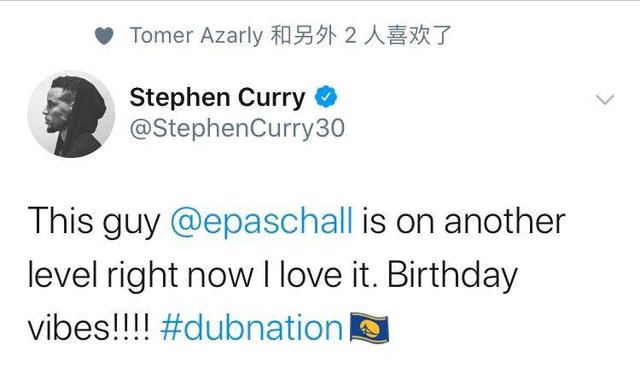 Tomer Azarly 和另外 2 人喜欢了
Stephen Curry
@StephenCurry30
This guy @epaschall is on another
level right now I love it. Birthday
vibes!!!! #dubnation